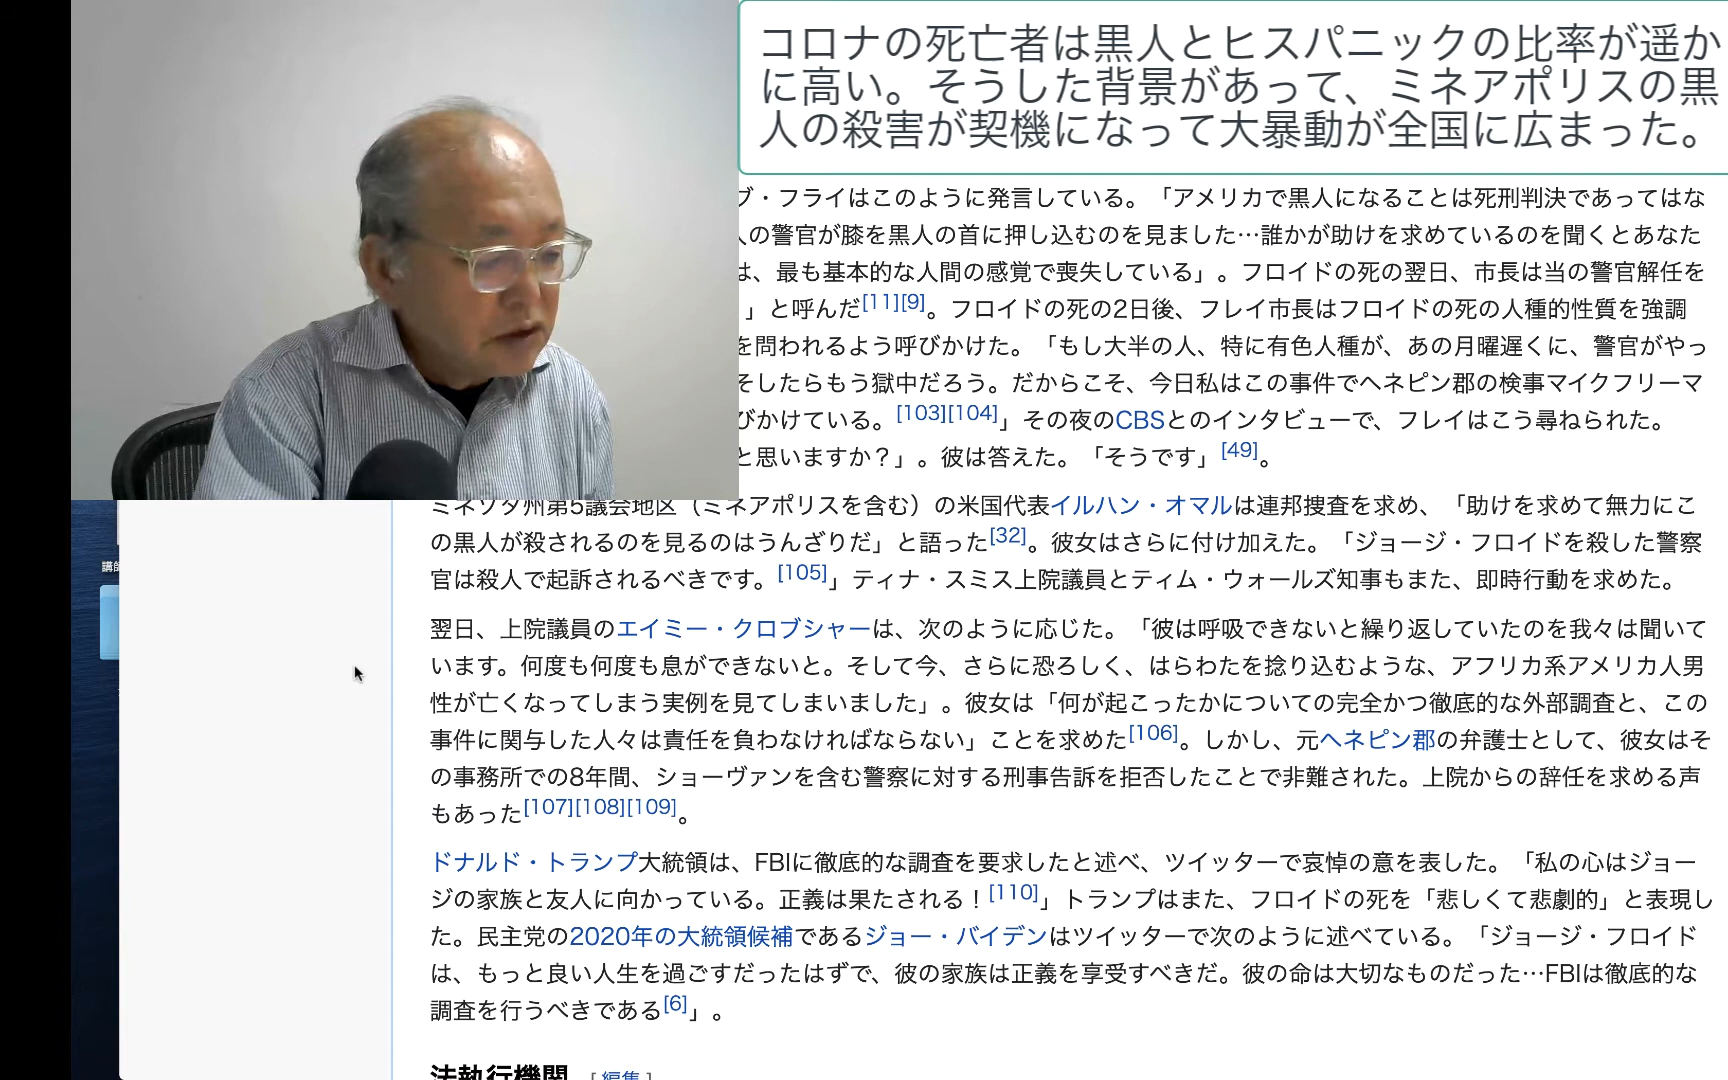 コロナの死亡者は黒人とヒスパニックの比率が遥か
に高い。そうした背景があって、ミネアポリスの黒
人の殺害が契機になって大暴動が全国に広まった。
ブ・フライはこのように発言している。「アメリカで黒人になることは死刑判決であってはな
の警官が膝を黒人の首に押し込むのを見ました…誰かが助けを求めているのを聞くとあなた
は、最も基本的な人間の感覚で喪失している」。フロイドの死の翌日、市長は当の警官解任を
」と呼んだ[11][9]。フロイドの死の2日後、フレイ市長はフロイドの死の人種的性質を強調
を問われるよう呼びかけた。「もし大半の人、特に有色人種が、あの月曜遅くに、警官がやっ
そしたらもう獄中だろう。だからこそ、今日私はこの事件でヘネピン郡の検事マイクフリーマ
びかけている。[103][104]」その夜のCBSとのインタビューで、フレイはこう尋ねられた。
と思いますか？」。彼は答えた。「そうです」[49]。
ミネソタ州第5議会地区（ミネアポリスを含む）の米国代表イルハン・オマルは連邦捜査を求め、「助けを求めて無力にこ
の黒人が殺されるのを見るのはうんざりだ」と語った[32]。彼女はさらに付け加えた。「ジョージ・フロイドを殺した警察
官は殺人で起訴されるべきです。[105]」ティナ・スミス上院議員とティム・ウォールズ知事もまた、即時行動を求めた。
翌日、上院議員のエイミー・クロブシャーは、次のように応じた。「彼は呼吸できないと繰り返していたのを我々は聞いて
います。何度も何度も息ができないと。そして今、さらに恐ろしく、はらわたを捻り込むような、アフリカ系アメリカ人男
性が亡くなってしまう実例を見てしまいました」。彼女は「何が起こったかについての完全かつ徹底的な外部調査と、この
事件に関与した人々は責任を負わなければならない」ことを求めた[106]。しかし、元ヘネピン郡の弁護士として、彼女はそ
の事務所での8年間、ショーヴァンを含む警察に対する刑事告訴を拒否したことで非難された。上院からの辞任を求める声
もあった[107][108][109]。
ドナルド・トランプ大統領は、FBIに徹底的な調査を要求したと述べ、ツイッターで哀悼の意を表した。「私の心はジョー
ジの家族と友人に向かっている。正義は果たされる！[110]」トランプはまた、フロイドの死を「悲しくて悲劇的」と表現し
た。民主党の2020年の大統領候補であるジョー・バイデンはツイッターで次のように述べている。「ジョージ・フロイド
は、もっと良い人生を過ごすだったはずで、彼の家族は正義を享受すべきだ。彼の命は大切なものだった…FBIは徹底的な
調査を行うべきである[6]」。
法執行機関 [ 編集 ]